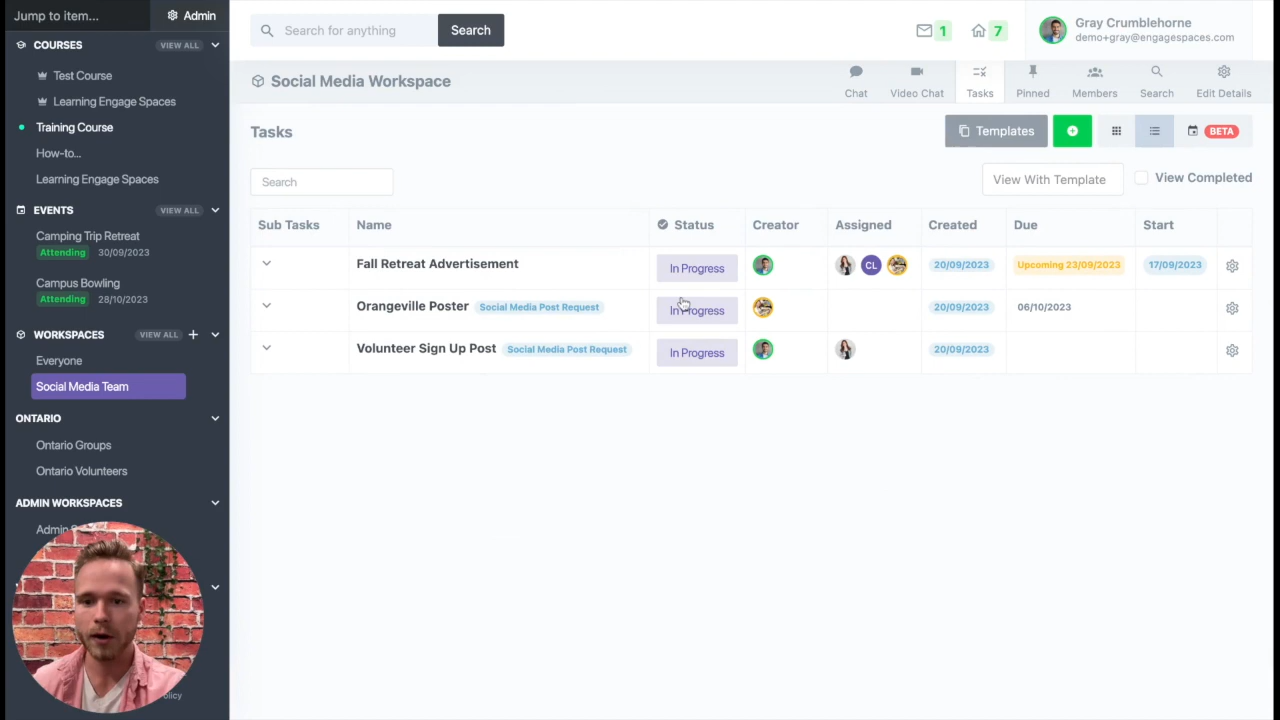 Jump to item...
Admin
COURSES
VIEW ALL
Test Course
Learning Engage Spaces
Training Course
How-to...
Learning Engage Spaces
EVENTS
VIEW ALL
Camping Trip Retreat
Attending 30/09/2023
Campus Bowling
Attending 28/10/2023
WORKSPACES
VIEW ALL
Everyone
Social Media Team
ONTARIO
Ontario Groups
Ontario Volunteers
ADMIN WORKSPACES
Search for anything
Search
1
7
Gray Crumblehorne
demo+gray@engagespaces.com
Social Media Workspace
Chat
Video Chat
Tasks
Pinned
Members
Search
Edit Details
Tasks
Templates
BETA
Search
View With Template
View Completed
Sub Tasks Name Status Creator Assigned Created Due Start
Fall Retreat Advertisement In Progress CL 20/09/2023 Upcoming 23/09/2023 17/09/2023
Orangeville Poster Social Media Post Request In Progress 20/09/2023 06/10/2023
Volunteer Sign Up Post Social Media Post Request In Progress 20/09/2023